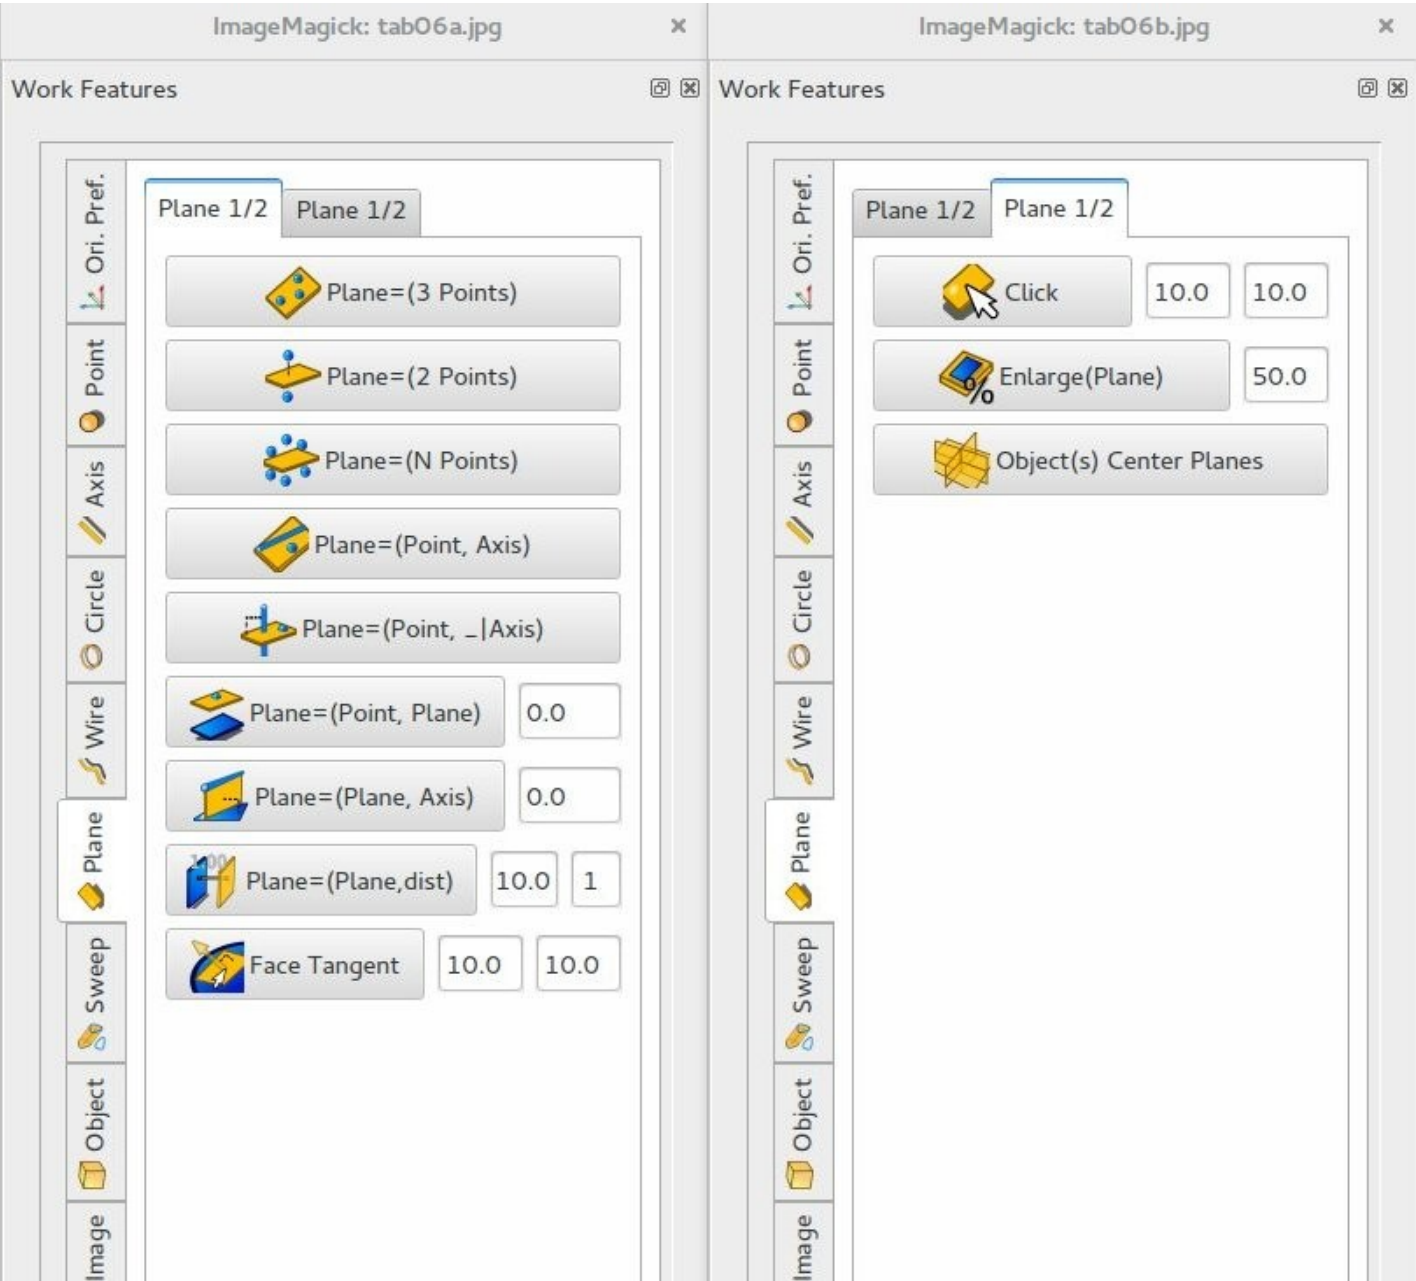 ImageMagick: tab06a.jpg
Work Features
Ori. Pref.
Point
Axis
Circle
Wire
Plane
Sweep
Object
Image
Plane 1/2 Plane 1/2
Plane=(3 Points)
Plane=(2 Points)
Plane=(N Points)
Plane=(Point, Axis)
Plane=(Point, _|Axis)
Plane=(Point, Plane) 0.0
Plane=(Plane, Axis) 0.0
1.00
Plane=(Plane,dist) 10.0 1
Face Tangent 10.0 10.0
ImageMagick: tab06b.jpg
Work Features
Ori. Pref.
Point
Axis
Circle
Wire
Plane
Sweep
Object
Image
Plane 1/2 Plane 1/2
Click 10.0 10.0
% Enlarge(Plane) 50.0
Object(s) Center Planes